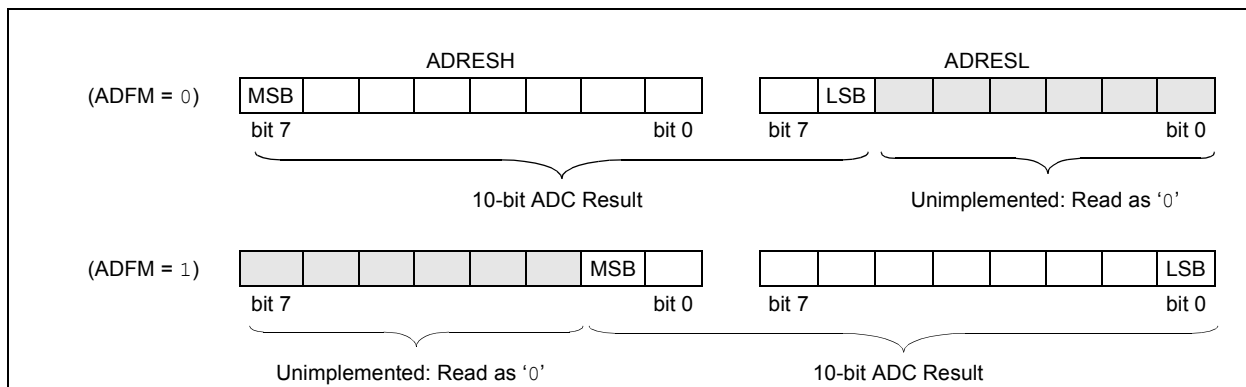 ADRESH ADRESL
(ADFM = 0) MSB LSB
bit 7 bit 0 bit 7 bit 0
10-bit ADC Result Unimplemented: Read as ‘0’
(ADFM = 1) MSB LSB
bit 7 bit 0 bit 7 bit 0
Unimplemented: Read as ‘0’ 10-bit ADC Result